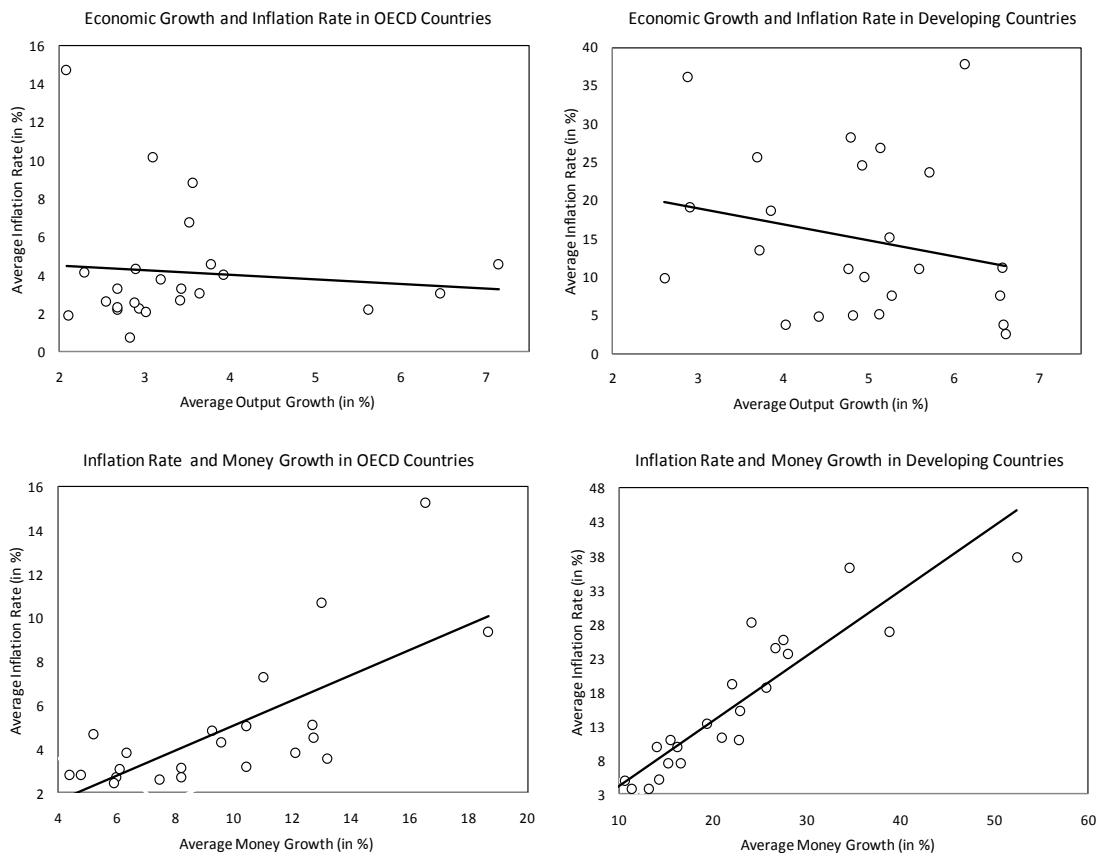 Economic Growth and Inflation Rate in OECD Countries
Average Inflation Rate (in %)
16
14
12
10
8
6
4
2
0
2 3 4 5 6 7
Average Output Growth (in %)
Economic Growth and Inflation Rate in Developing Countries
Average Inflation Rate (in %)
40
35
30
25
20
15
10
5
0
2 3 4 5 6 7
Average Output Growth (in %)
Inflation Rate and Money Growth in OECD Countries
Average Inflation Rate (in %)
16
14
12
10
8
6
4
2
4 6 8 10 12 14 16 18 20
Average Money Growth (in %)
Inflation Rate and Money Growth in Developing Countries
Average Inflation Rate (in %)
48
43
38
33
28
23
18
13
8
3
10 20 30 40 50 60
Average Money Growth (in %)